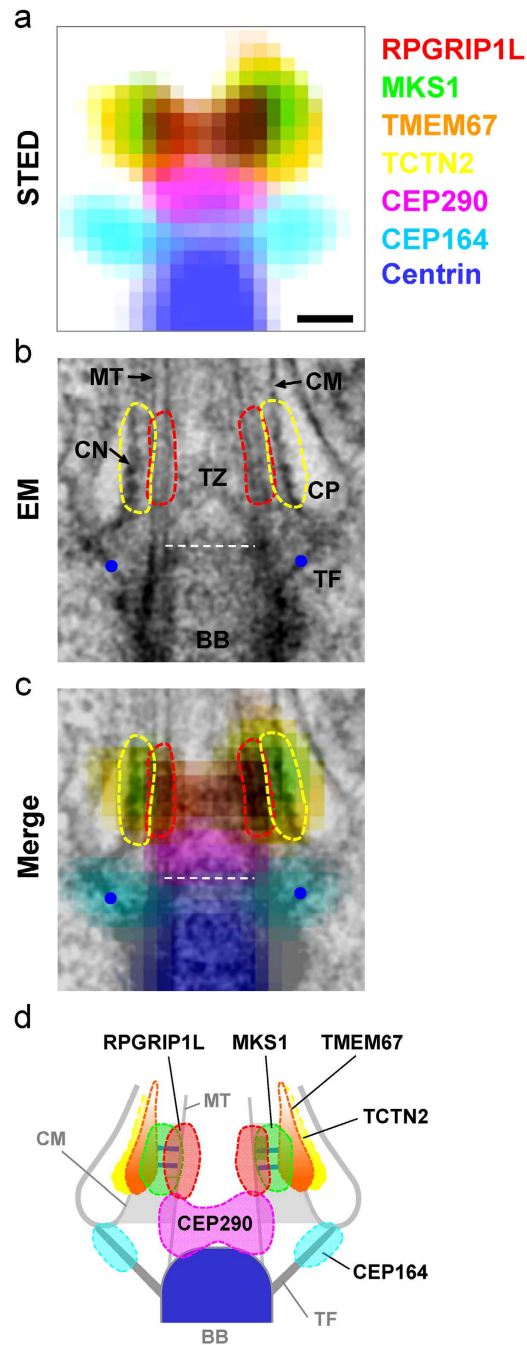 a
STED
RPGRIP1L
MKS1
TMEM67
TCTN2
CEP290
CEP164
Centrin
b
EM
MT
CM
CN
TZ
CP
TF
BB
c
Merge
d
RPGRIP1L
MKS1
TMEM67
MT
TCTN2
CM
CEP290
CEP164
TF
BB